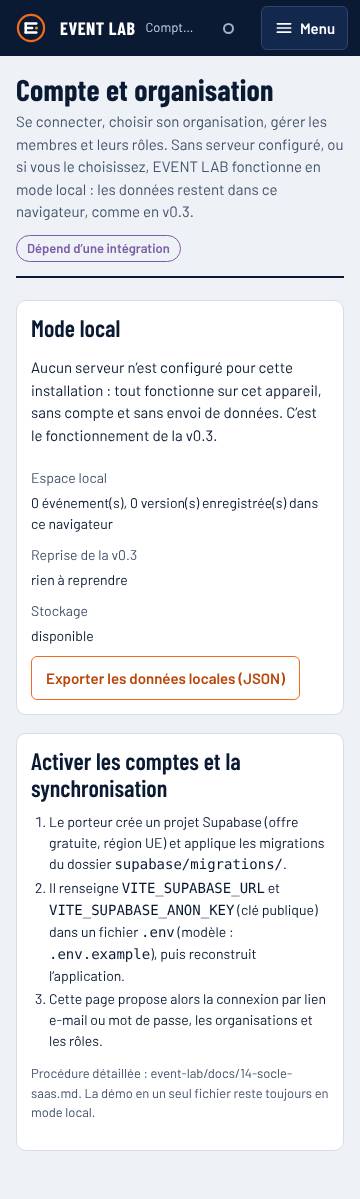 EVENT LAB Compt... Menu
Compte et organisation
Se connecter, choisir son organisation, gérer les
membres et leurs rôles. Sans serveur configuré, ou
si vous le choisissez, EVENT LAB fonctionne en
mode local : les données restent dans ce
navigateur, comme en v0.3.
Dépend d’une intégration
Mode local
Aucun serveur n’est configuré pour cette
installation : tout fonctionne sur cet appareil,
sans compte et sans envoi de données. C’est
le fonctionnement de la v0.3.
Espace local
0 événement(s), 0 version(s) enregistrée(s) dans
ce navigateur
Reprise de la v0.3
rien à reprendre
Stockage
disponible
Exporter les données locales (JSON)
Activer les comptes et la
synchronisation
1. Le porteur crée un projet Supabase (offre
gratuite, région UE) et applique les migrations
du dossier supabase/migrations/.
2. Il renseigne VITE_SUPABASE_URL et
VITE_SUPABASE_ANON_KEY (clé publique)
dans un fichier .env (modèle :
.env.example), puis reconstruit
l’application.
3. Cette page propose alors la connexion par lien
e-mail ou mot de passe, les organisations et
les rôles.
Procédure détaillée : event-lab/docs/14-socle-
saas.md. La démo en un seul fichier reste toujours en
mode local.